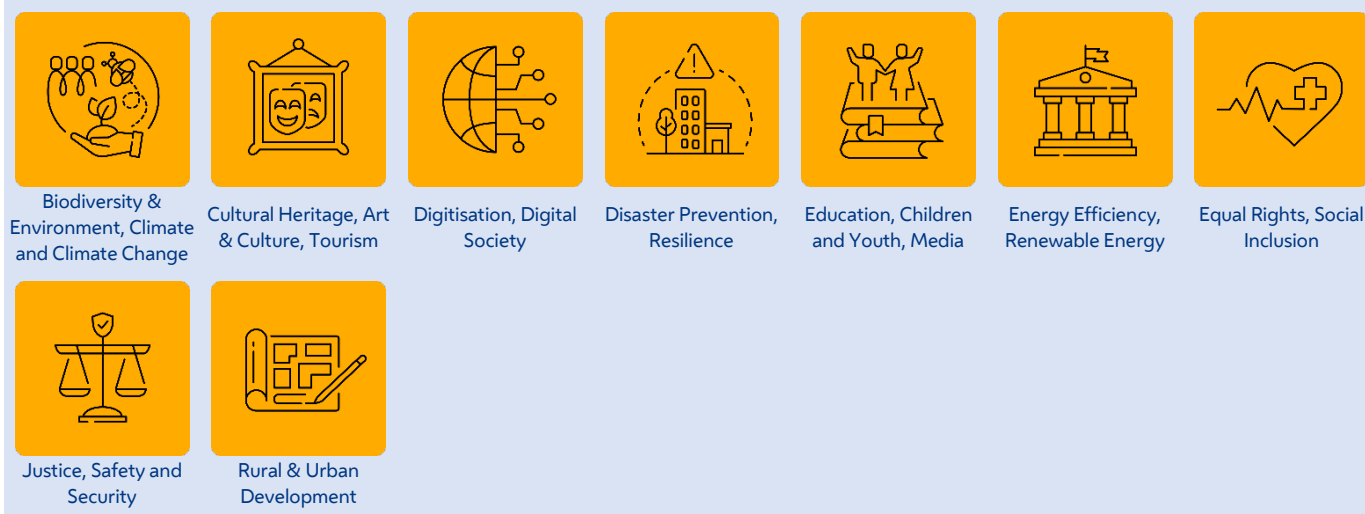 Biodiversity &
Environment, Climate
and Climate Change
Cultural Heritage, Art
& Culture, Tourism
Digitisation, Digital
Society
Disaster Prevention,
Resilience
Education, Children
and Youth, Media
Energy Efficiency,
Renewable Energy
Equal Rights, Social
Inclusion
Justice, Safety and
Security
Rural & Urban
Development